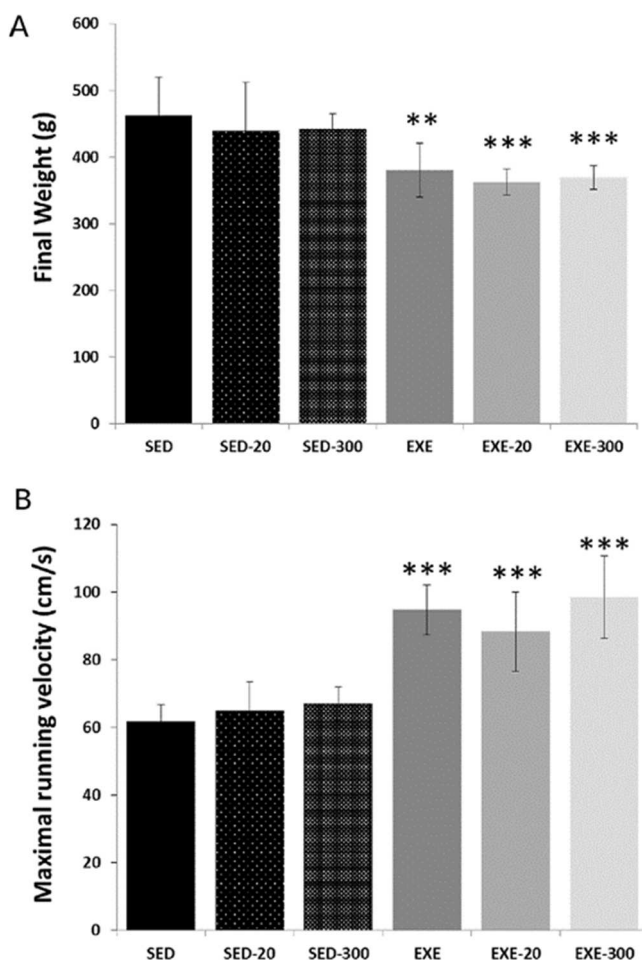 A
Final Weight (g)
600
500
400
300
200
100
0
**
***
***
SED
SED-20
SED-300
EXE
EXE-20
EXE-300
B
Maximal running velocity (cm/s)
120
100
80
60
40
20
0
***
***
***
SED
SED-20
SED-300
EXE
EXE-20
EXE-300